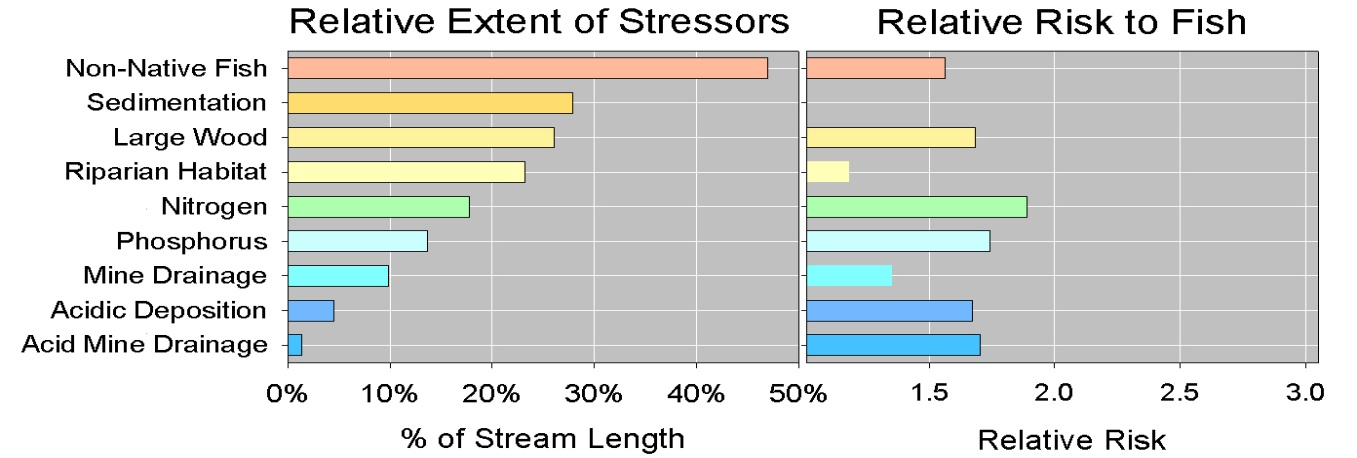 Relative Extent of Stressors
Relative Risk to Fish
Non-Native Fish
Sedimentation
Large Wood
Riparian Habitat
Nitrogen
Phosphorus
Mine Drainage
Acidic Deposition
Acid Mine Drainage
0% 10% 20% 30% 40% 50%
1.5 2.0 2.5 3.0
% of Stream Length
Relative Risk